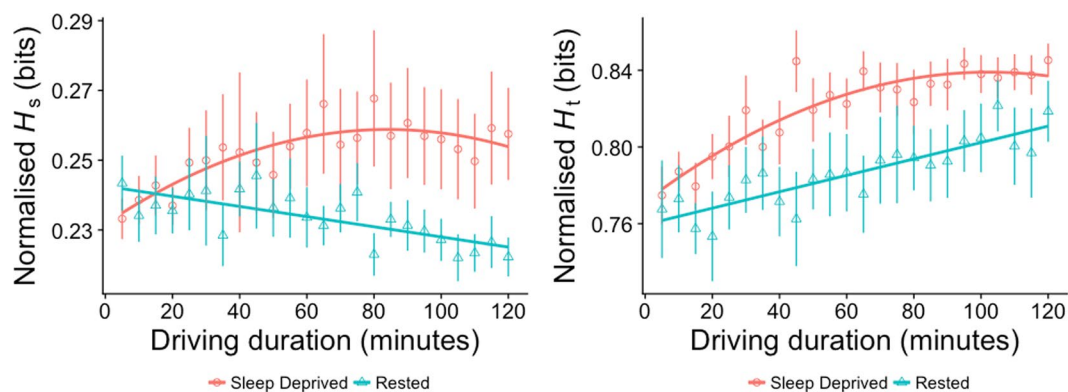 Normalised Hs (bits)
0.29
0.27
0.25
0.23
0 20 40 60 80 100 120
Driving duration (minutes)
Sleep Deprived Rested
Normalised Ht (bits)
0.84
0.80
0.76
0 20 40 60 80 100 120
Driving duration (minutes)
Sleep Deprived Rested